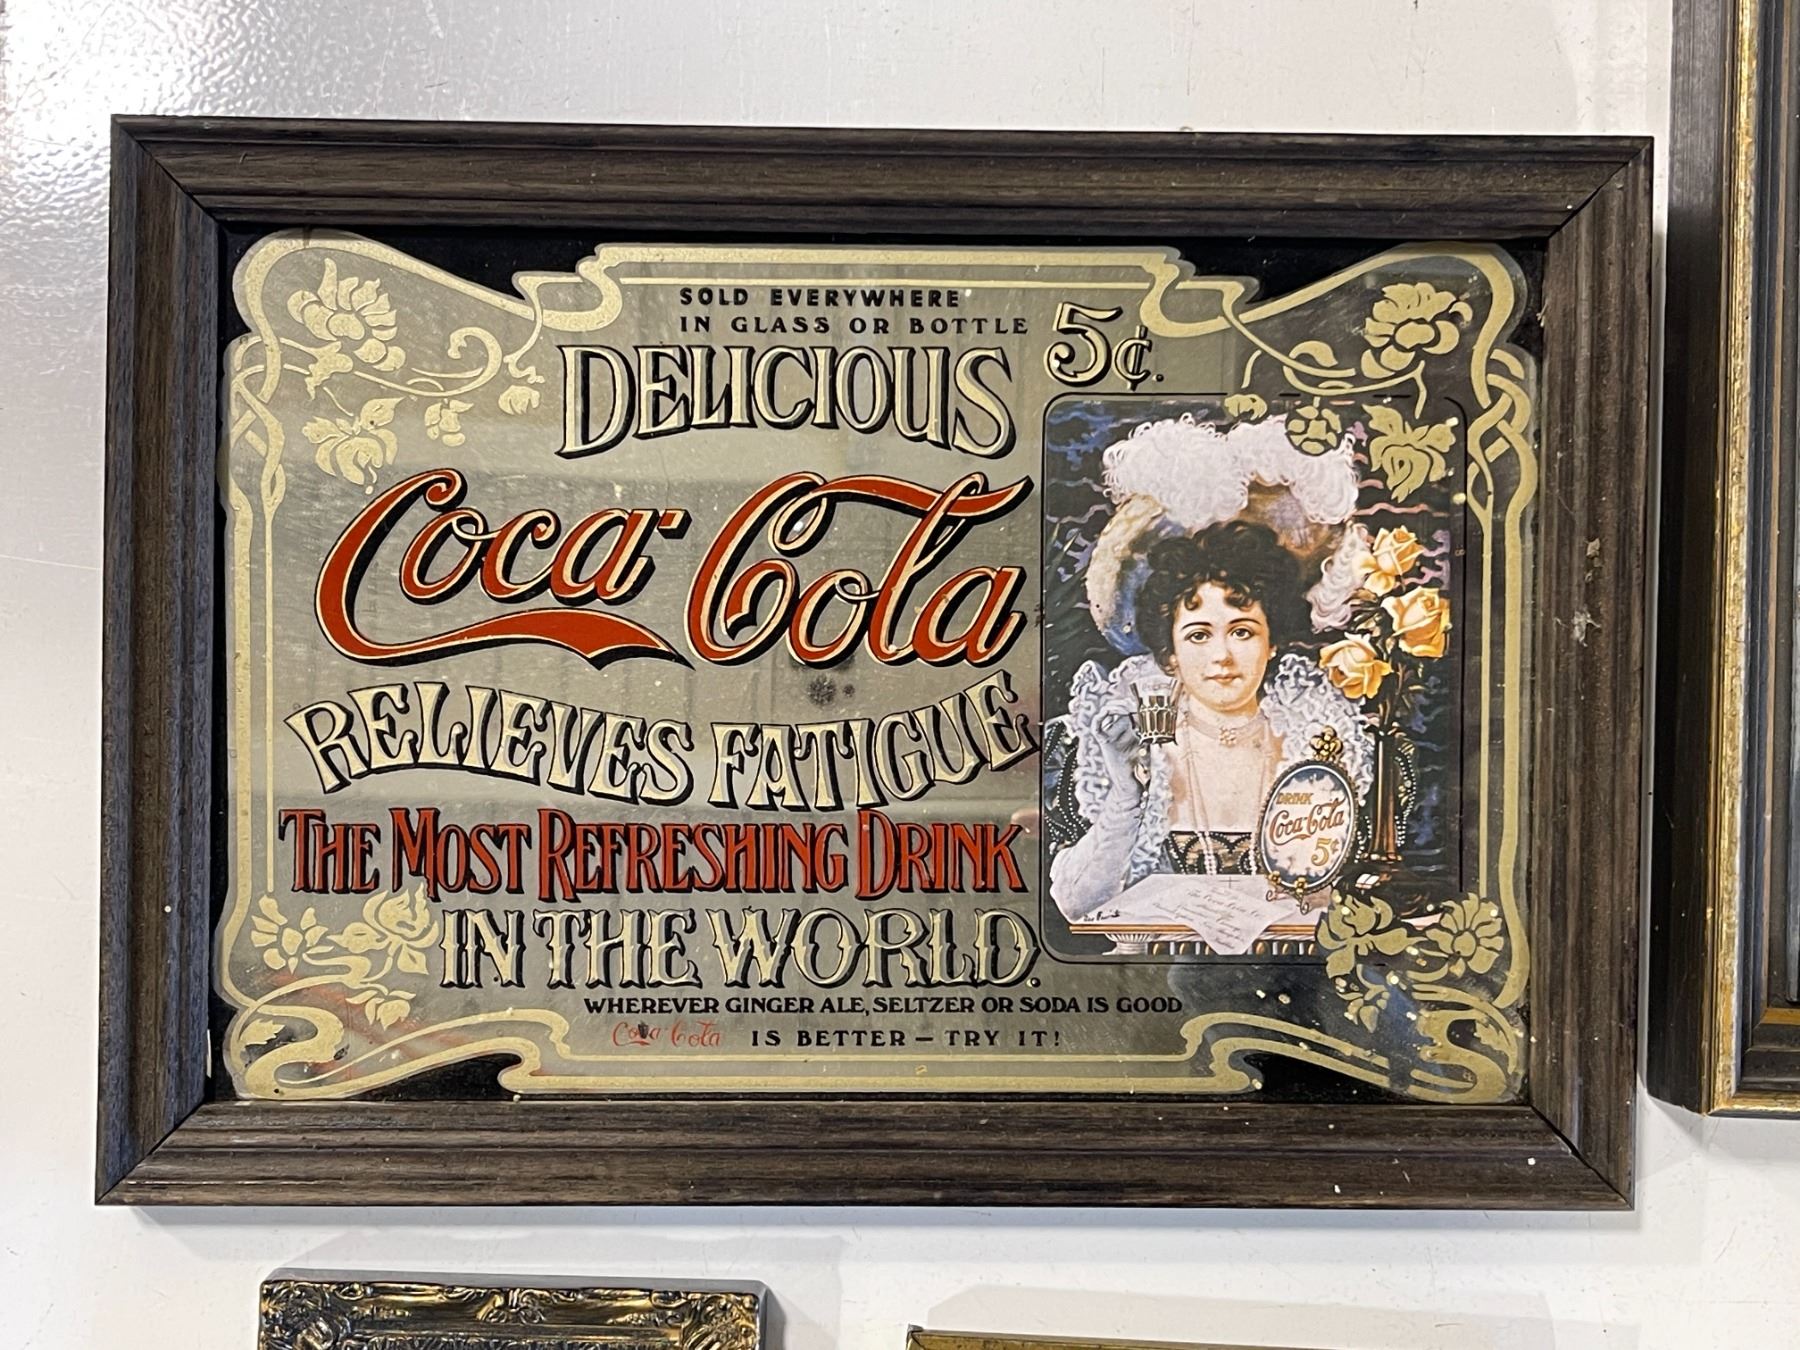 SOLD EVERYWHERE
IN GLASS OR BOTTLE
5¢.
DELICIOUS
Coca-Cola
RELIEVES FATIGUE
THE MOST REFRESHING DRINK
IN THE WORLD.
WHEREVER GINGER ALE, SELTZER OR SODA IS GOOD
Coca-Cola IS BETTER — TRY IT!
DRINK
Coca-Cola
5¢